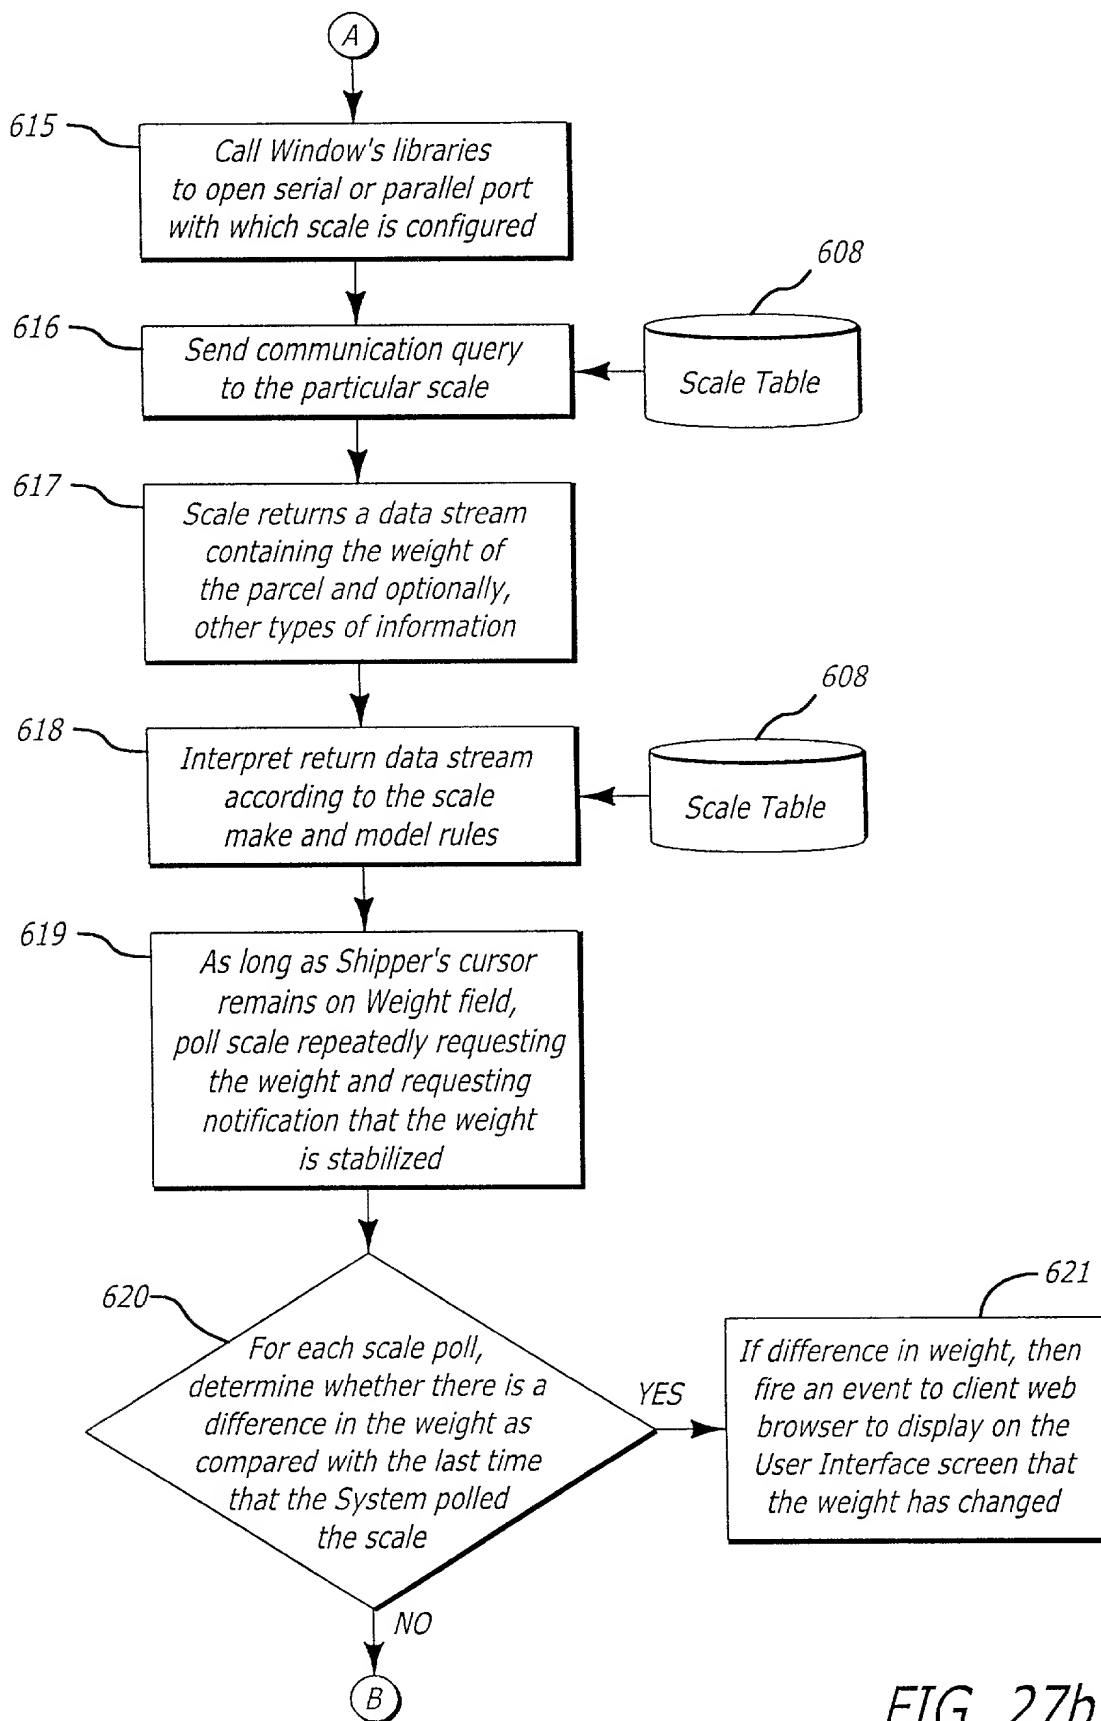 A
615
Call Window's libraries
to open serial or parallel port
with which scale is configured
608
616
Send communication query
to the particular scale
Scale Table
617
Scale returns a data stream
containing the weight of
the parcel and optionally,
other types of information
608
618
Interpret return data stream
according to the scale
make and model rules
Scale Table
619
As long as Shipper's cursor
remains on Weight field,
poll scale repeatedly requesting
the weight and requesting
notification that the weight
is stabilized
620
For each scale poll,
determine whether there is a
difference in the weight as
compared with the last time
that the System polled
the scale
YES
621
If difference in weight, then
fire an event to client web
browser to display on the
User Interface screen that
the weight has changed
NO
B
FIG. 27b